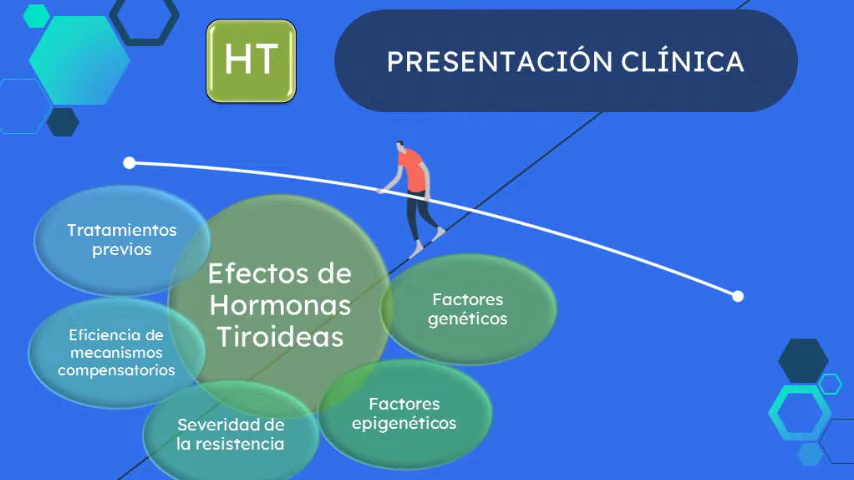 HT
PRESENTACIÓN CLÍNICA
Tratamientos
previos
Efectos de
Hormonas
Tiroideas
Factores
genéticos
Eficiencia de
mecanismos
compensatorios
Factores
epigenéticos
Severidad de
la resistencia